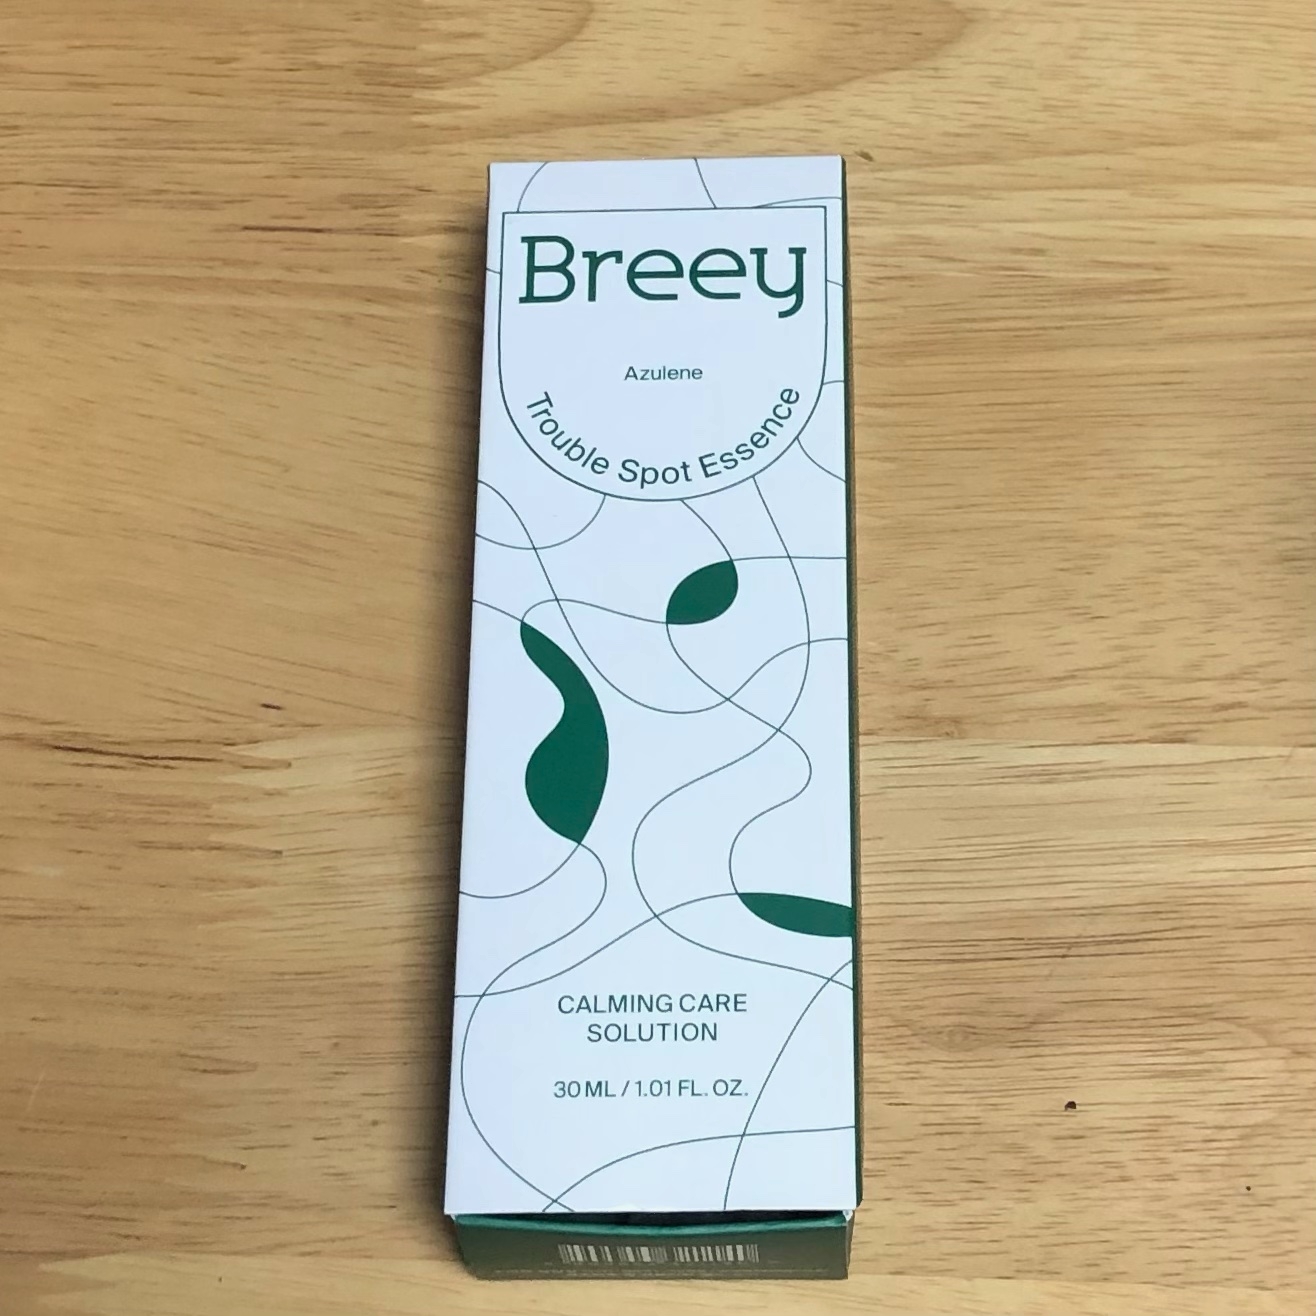 Breey
Azulene
Trouble Spot Essence
CALMING CARE
SOLUTION
30 ML / 1.01 FL. OZ.